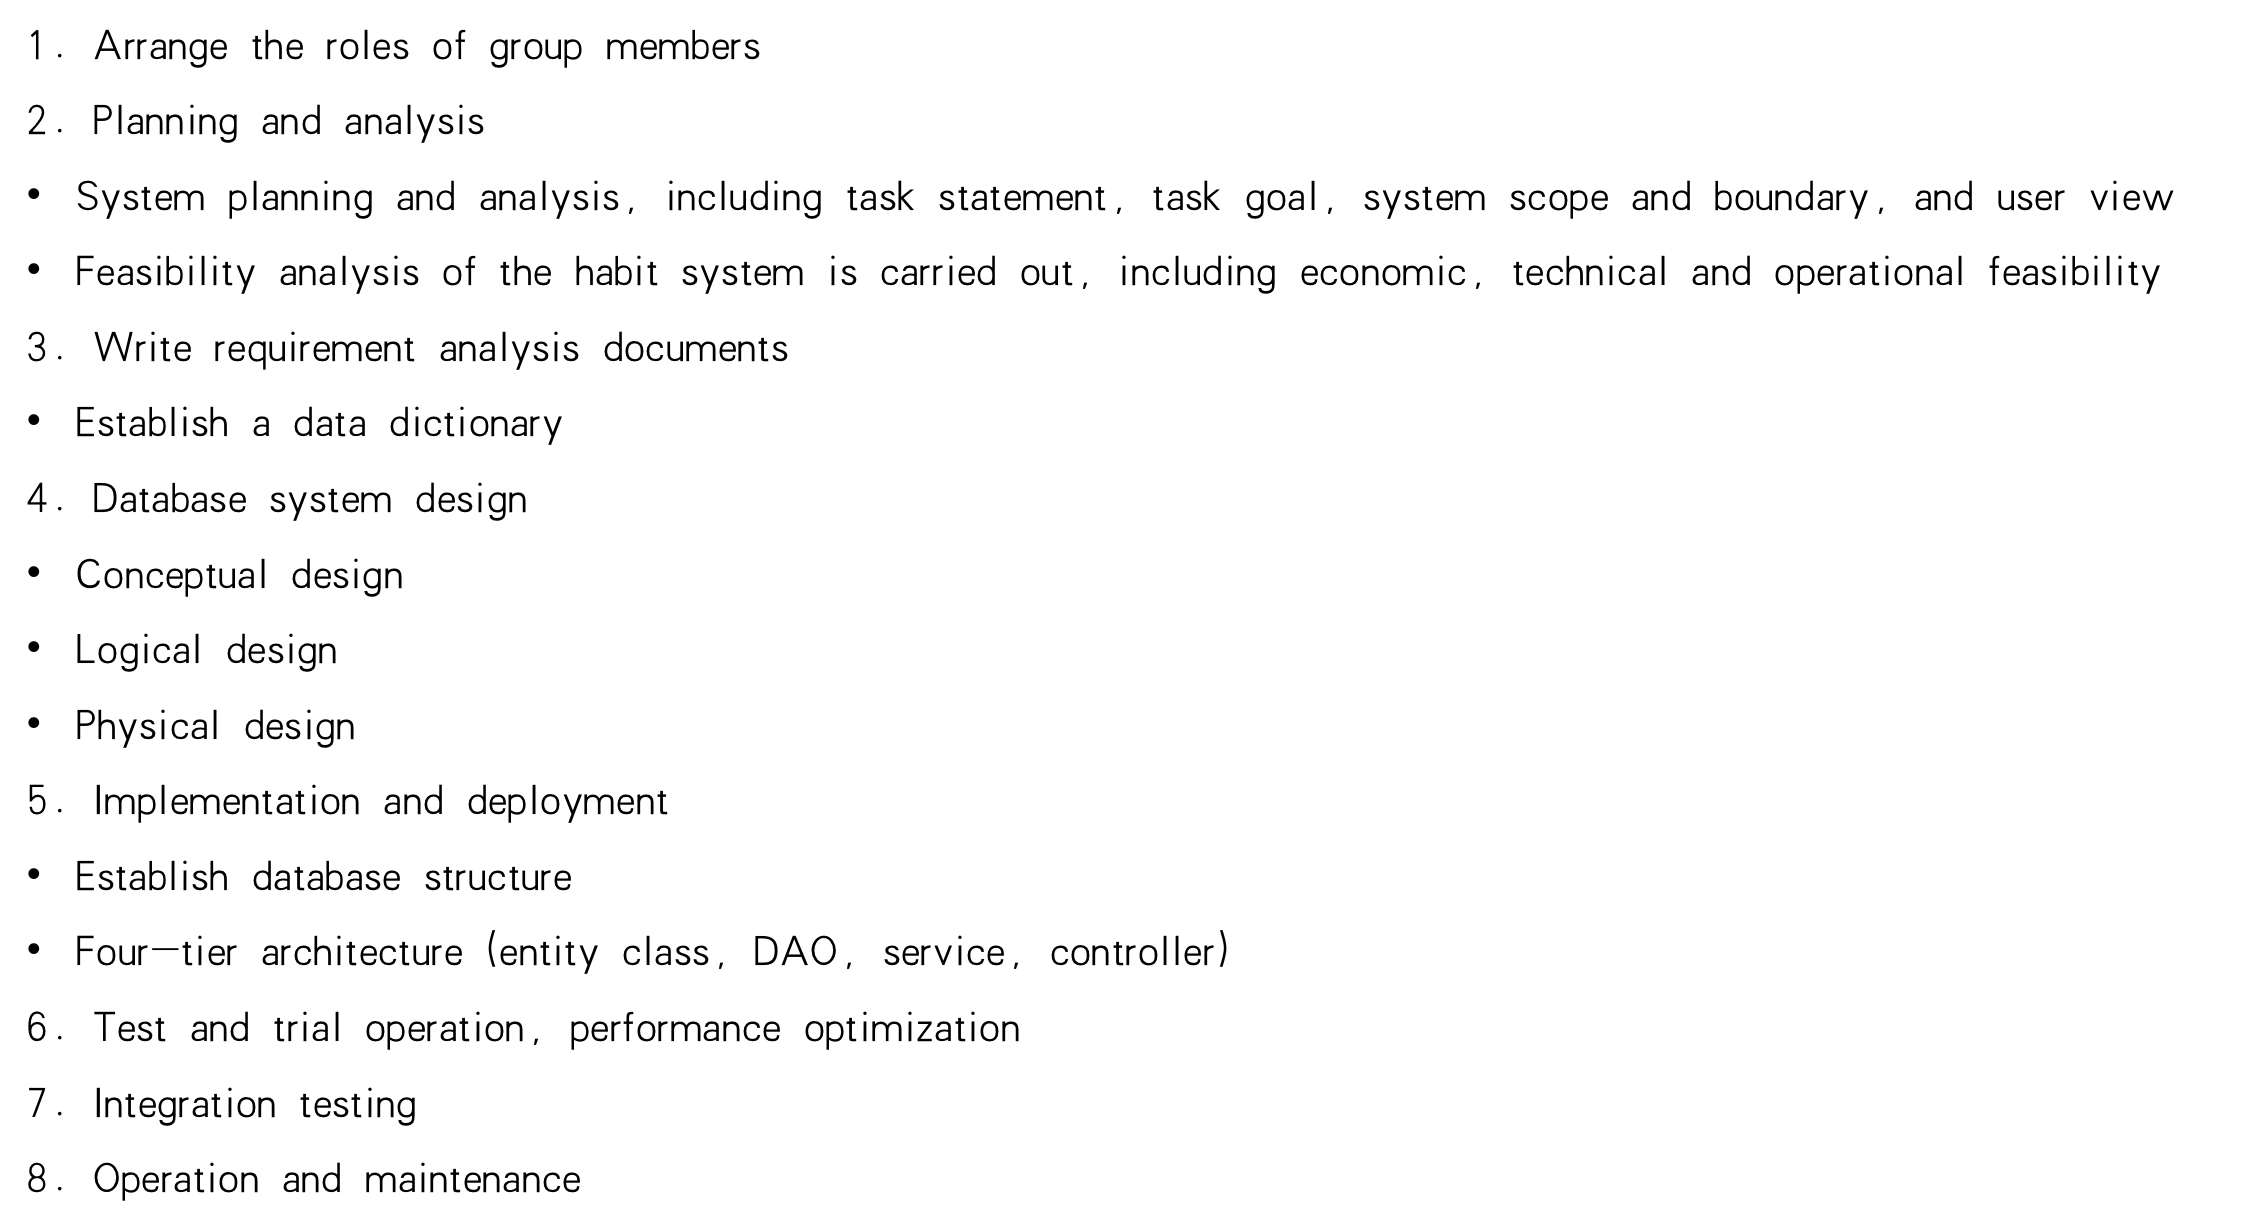 1. Arrange the roles of group members
2. Planning and analysis
• System planning and analysis, including task statement, task goal, system scope and boundary, and user view
• Feasibility analysis of the habit system is carried out, including economic, technical and operational feasibility
3. Write requirement analysis documents
• Establish a data dictionary
4. Database system design
• Conceptual design
• Logical design
• Physical design
5. Implementation and deployment
• Establish database structure
• Four—tier architecture (entity class, DAO, service, controller)
6. Test and trial operation, performance optimization
7. Integration testing
8. Operation and maintenance